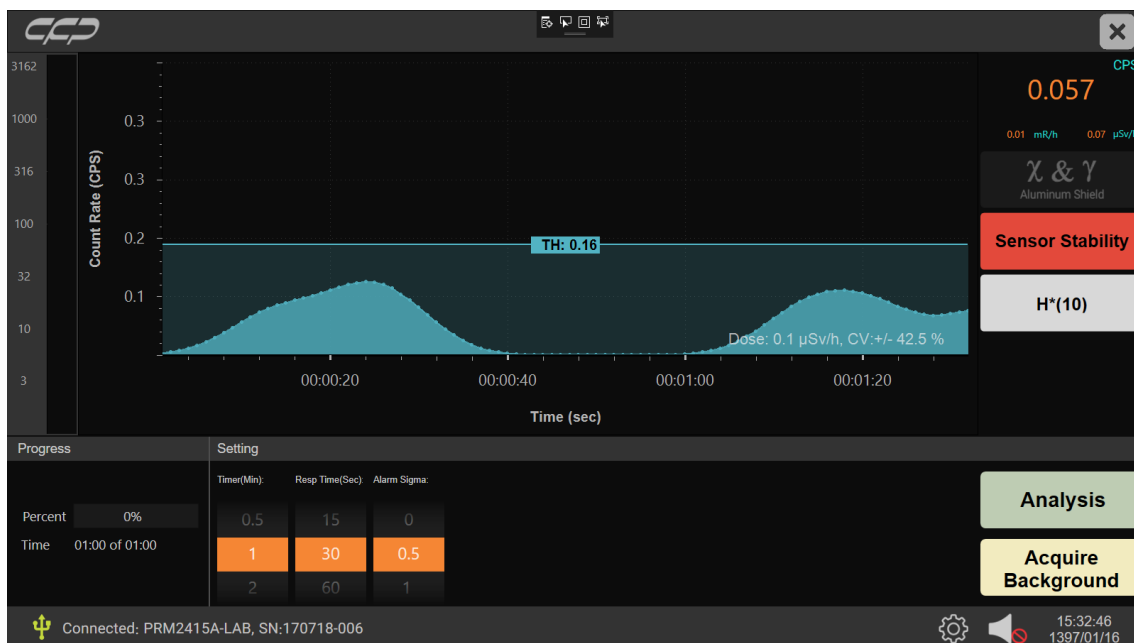 CCP
3162
1000
316
100
32
10
3
Count Rate (CPS)
0.3
0.3
0.2
0.1
TH: 0.16
Dose: 0.1 µSv/h, CV:+/- 42.5 %
00:00:20
00:00:40
00:01:00
00:01:20
Time (sec)
CPS
0.057
0.01 mR/h 0.07 µSv/h
χ & γ
Aluminum Shield
Sensor Stability
H*(10)
Progress
Percent 0%
Time 01:00 of 01:00
Setting
Timer(Min): Resp Time(Sec): Alarm Sigma:
0.5 15 0
1 30 0.5
2 60 1
Analysis
Acquire
Background
Connected: PRM2415A-LAB, SN:170718-006
15:32:46
1397/01/16